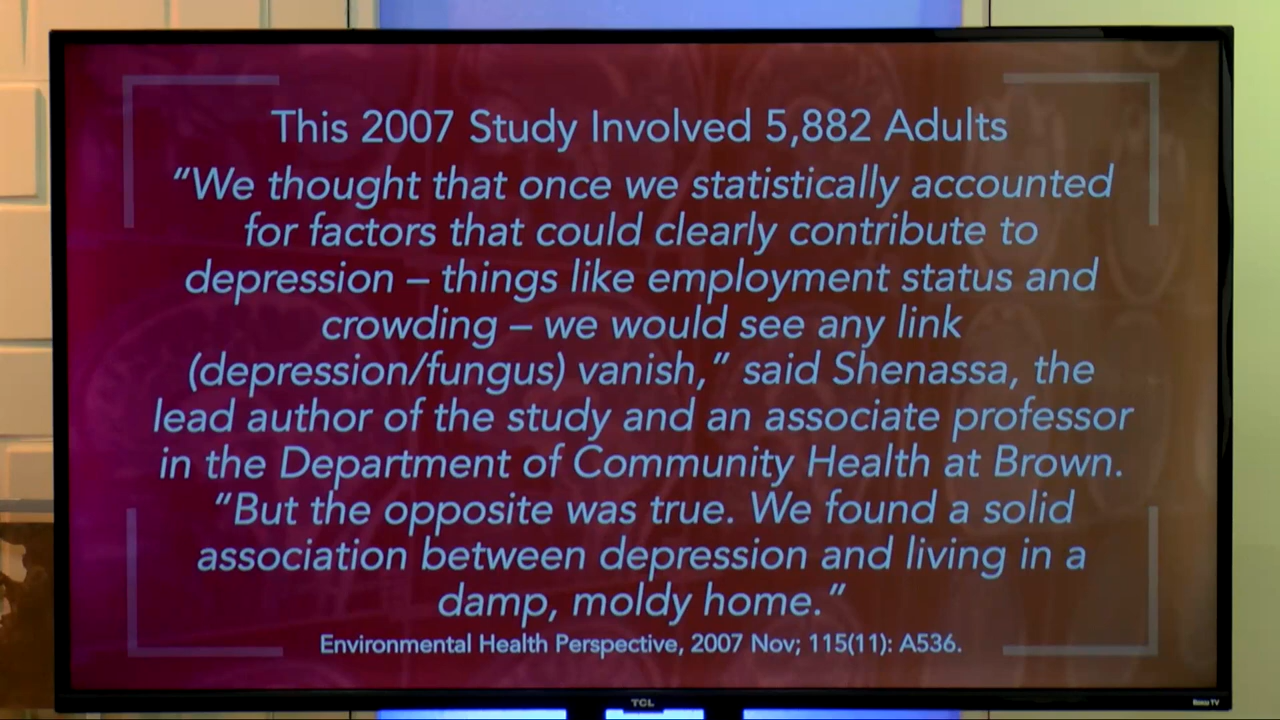 This 2007 Study Involved 5,882 Adults
“We thought that once we statistically accounted
for factors that could clearly contribute to
depression – things like employment status and
crowding – we would see any link
(depression/fungus) vanish,” said Shenassa, the
lead author of the study and an associate professor
in the Department of Community Health at Brown.
“But the opposite was true. We found a solid
association between depression and living in a
damp, moldy home.”
Environmental Health Perspective, 2007 Nov; 115(11): A536.
TCL
Roku TV